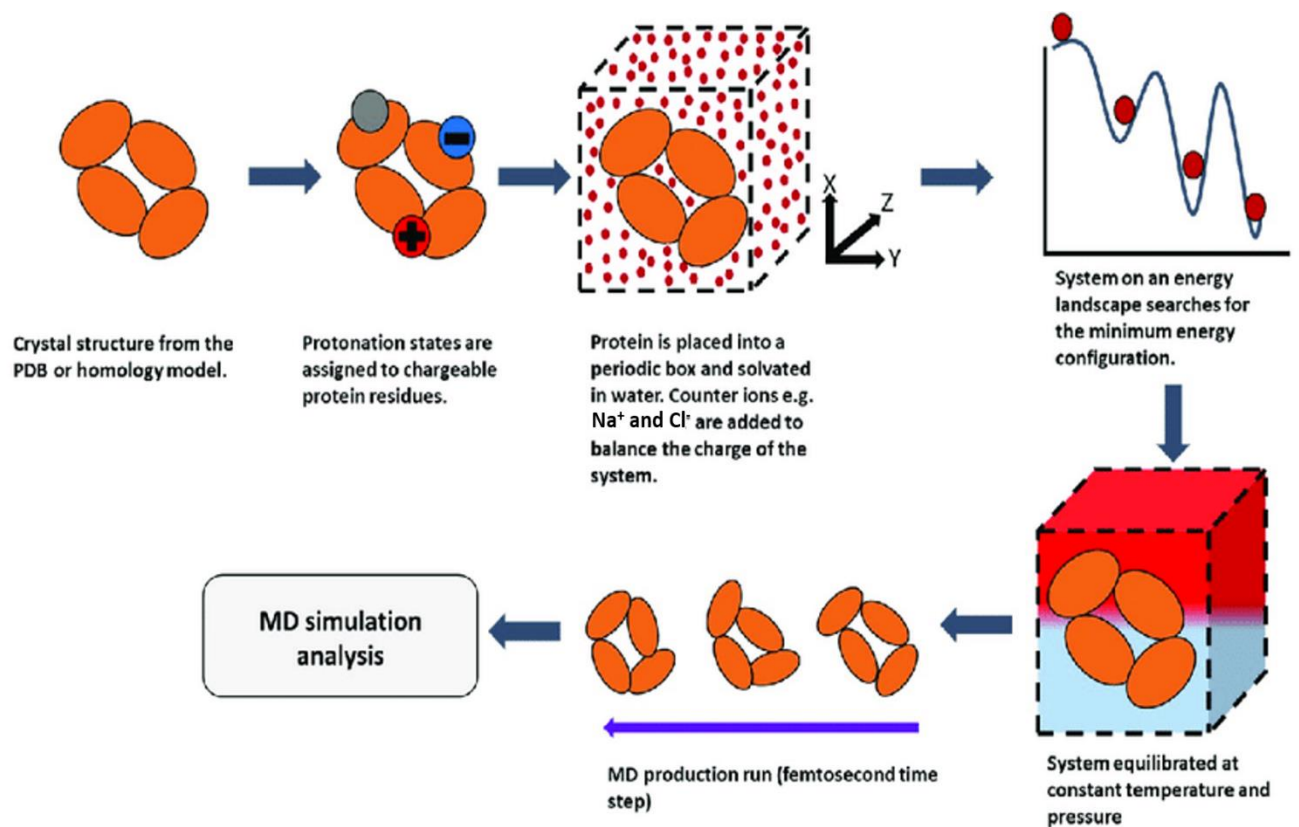 Crystal structure from the
PDB or homology model.
Protonation states are
assigned to chargeable
protein residues.
X
Z
Y
Protein is placed into a
periodic box and solvated
in water. Counter ions e.g.
Na⁺ and Cl⁻ are added to
balance the charge of the
system.
System on an energy
landscape searches for
the minimum energy
configuration.
System equilibrated at
constant temperature and
pressure
MD production run (femtosecond time
step)
MD simulation
analysis